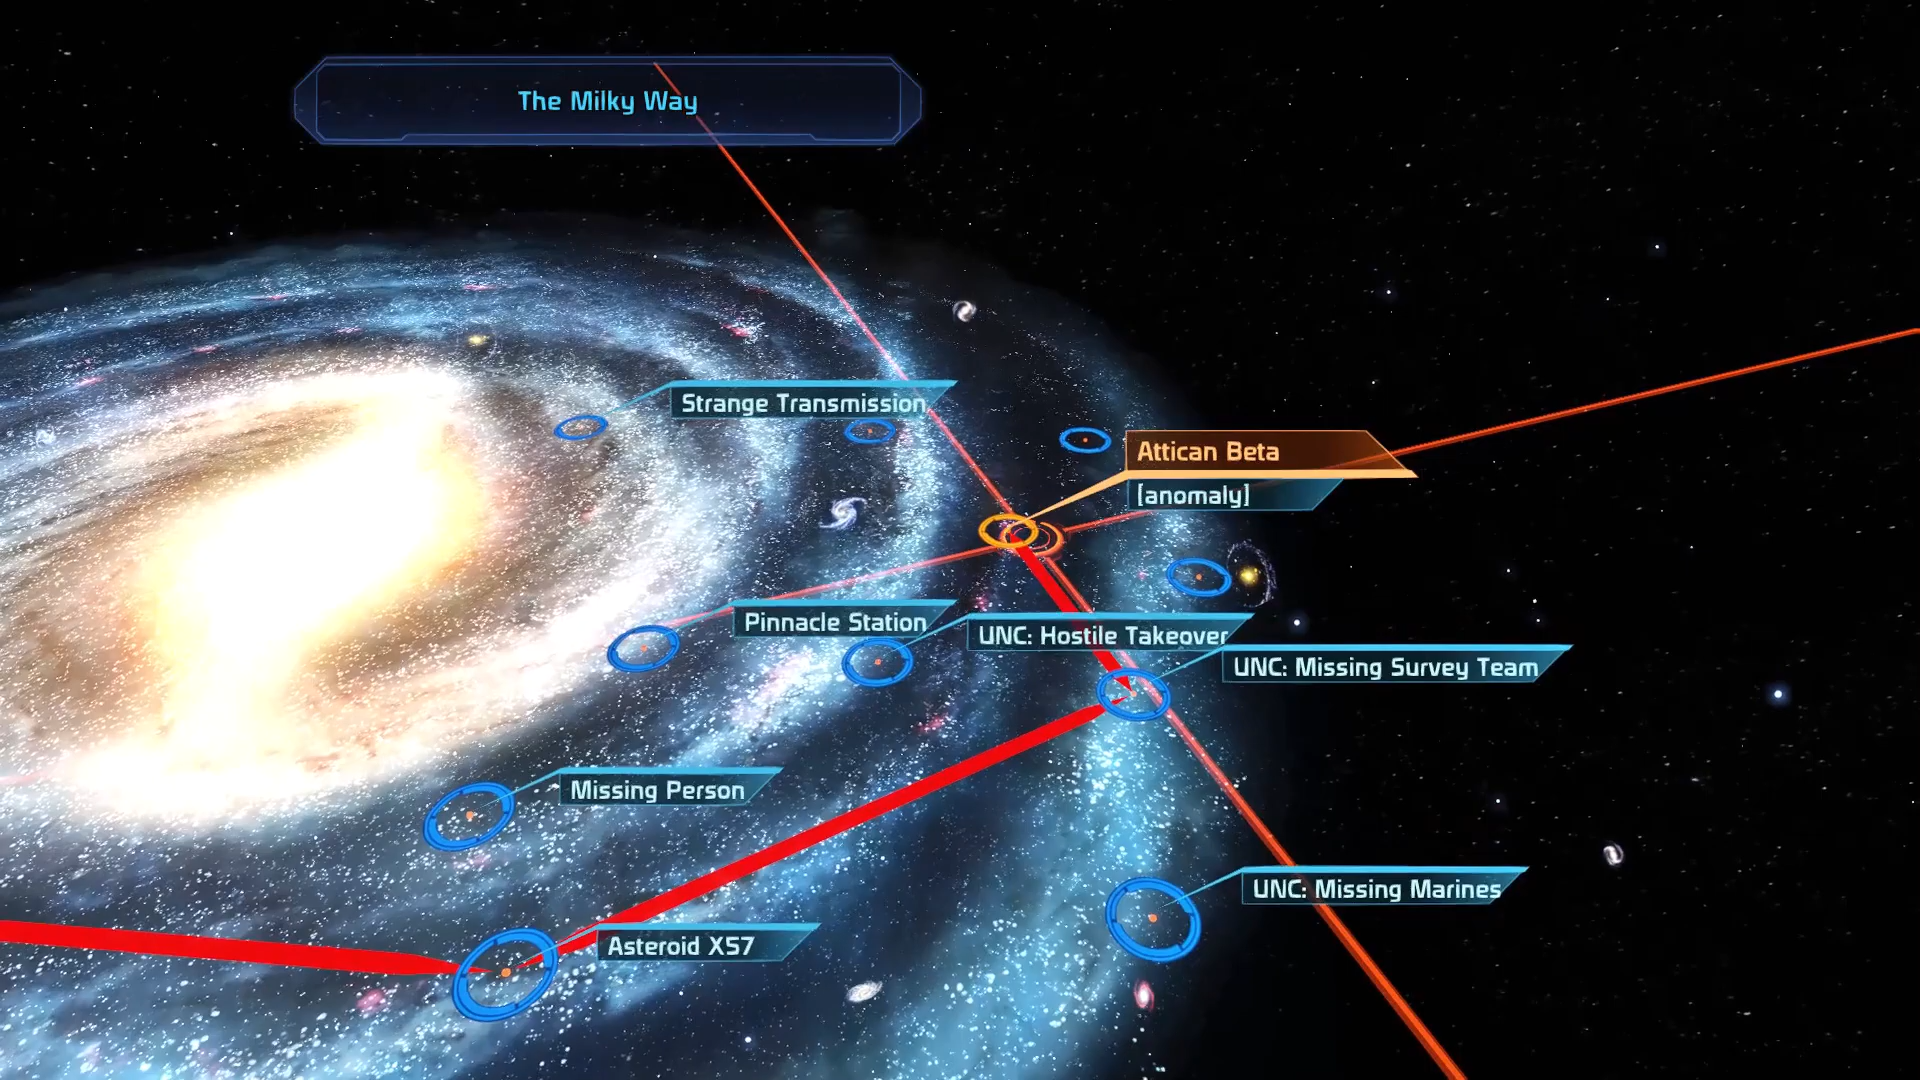 The Milky Way
Strange Transmission
Attican Beta
[anomaly]
Pinnacle Station
UNC: Hostile Takeover
UNC: Missing Survey Team
Missing Person
UNC: Missing Marines
Asteroid X57